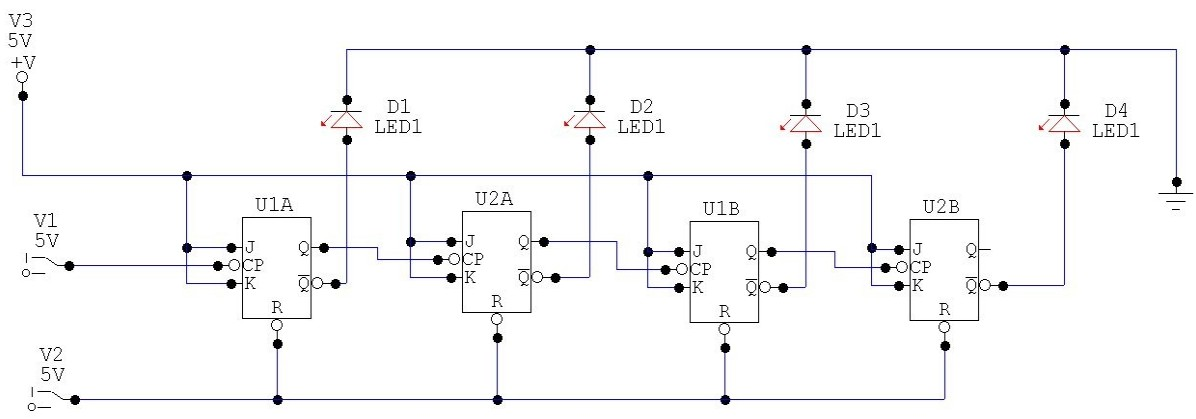 V3
5V
+V
D1
LED1
D2
LED1
D3
LED1
D4
LED1
V1
5V
U1A
J
Q
CP
K
Q
R
U2A
J
Q
CP
K
Q
R
U1B
J
Q
CP
K
Q
R
U2B
J
Q
CP
K
Q
R
V2
5V